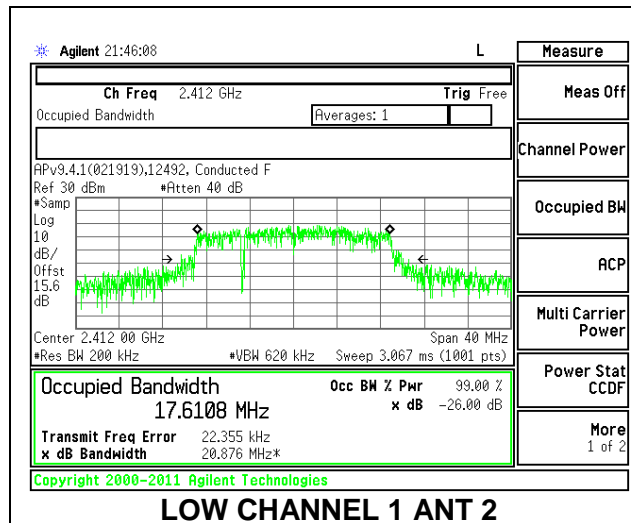 Agilent 21:46:08 L
Measure
Ch Freq 2.412 GHz Trig Free
Meas Off
Occupied Bandwidth Averages: 1
Channel Power
APv9.4.1(021919),12492, Conducted F
Ref 30 dBm #Atten 40 dB
Occupied BW
#Samp
Log
10
dB/
Offst
15.6
dB
ACP
Center 2.412 00 GHz Span 40 MHz
#Res BW 200 kHz #VBW 620 kHz Sweep 3.067 ms (1001 pts)
Multi Carrier
Power
Occupied Bandwidth Occ BW % Pwr 99.00 %
17.6108 MHz x dB -26.00 dB
Power Stat
CCDF
Transmit Freq Error 22.355 kHz
x dB Bandwidth 20.876 MHz*
More
1 of 2
Copyright 2000-2011 Agilent Technologies
LOW CHANNEL 1 ANT 2